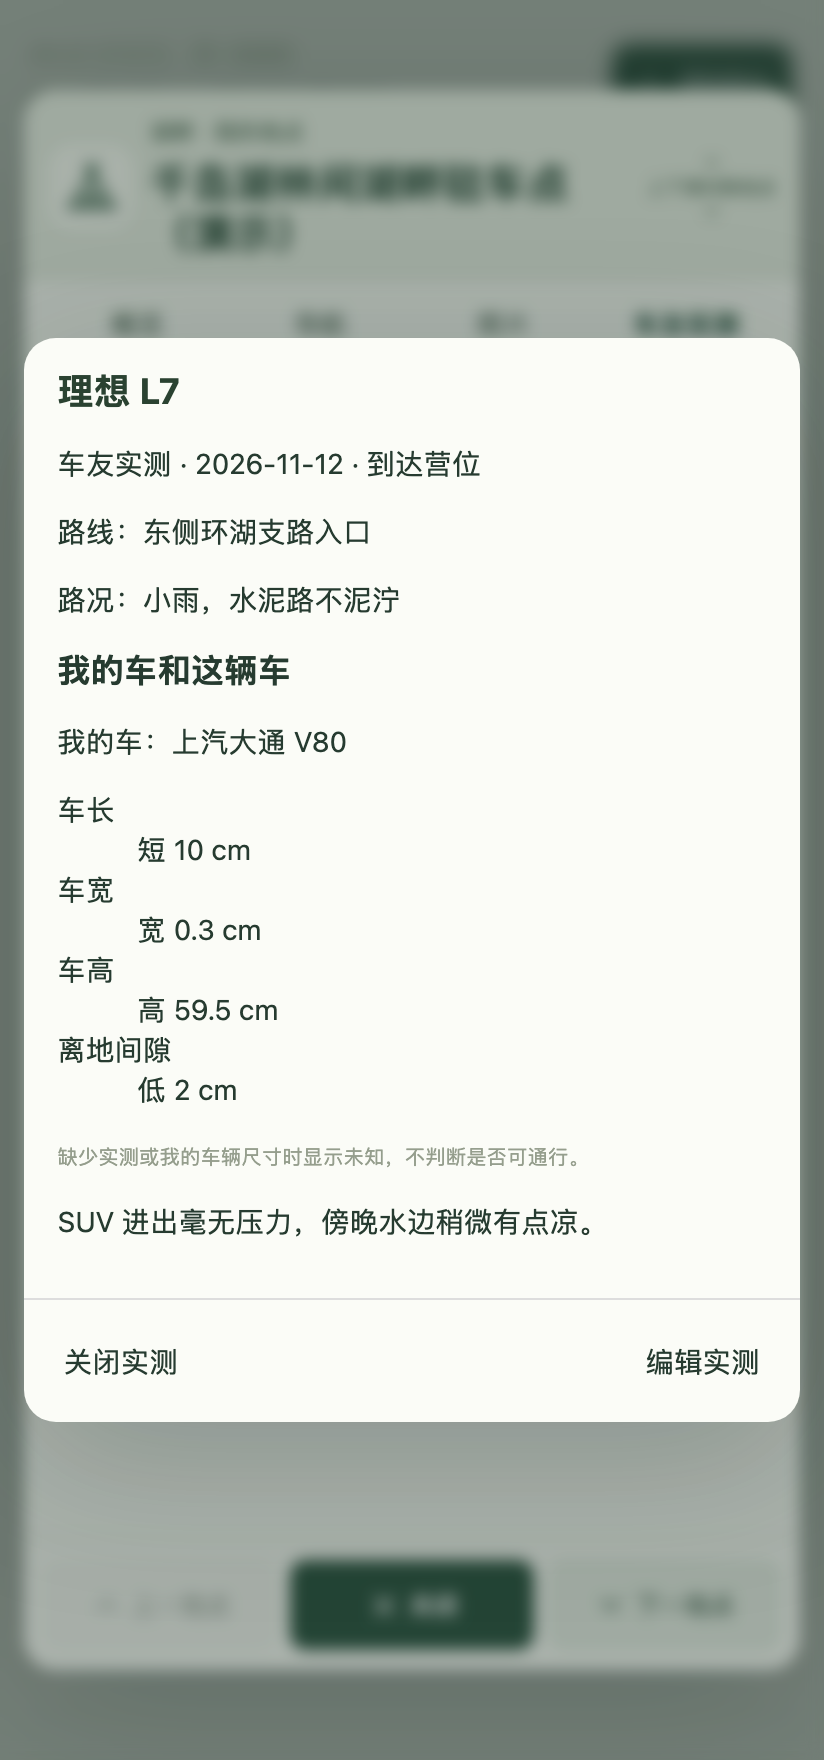 理想 L7
车友实测 · 2026-11-12 · 到达营位
路线：东侧环湖支路入口
路况：小雨，水泥路不泥泞
我的车和这辆车
我的车：上汽大通 V80
车长
短 10 cm
车宽
宽 0.3 cm
车高
高 59.5 cm
离地间隙
低 2 cm
缺少实测或我的车辆尺寸时显示未知，不判断是否可通行。
SUV 进出毫无压力，傍晚水边稍微有点凉。
关闭实测
编辑实测